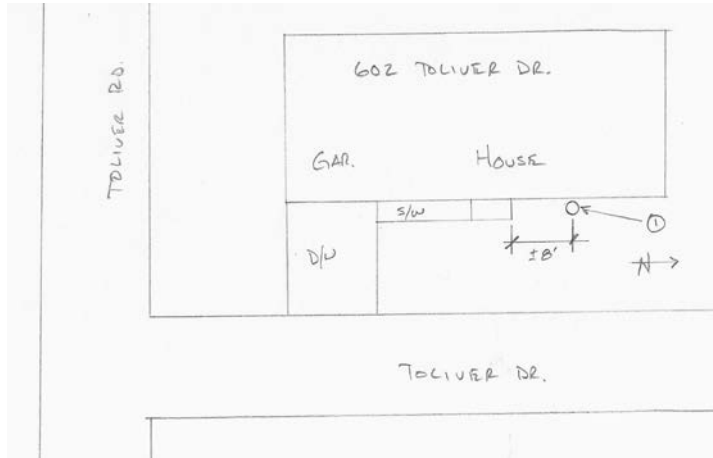 TOLIVER RD.
602 TOLIVER DR.
GAR.
HOUSE
S/W
①
D/W
±8'
N
TOLIVER DR.